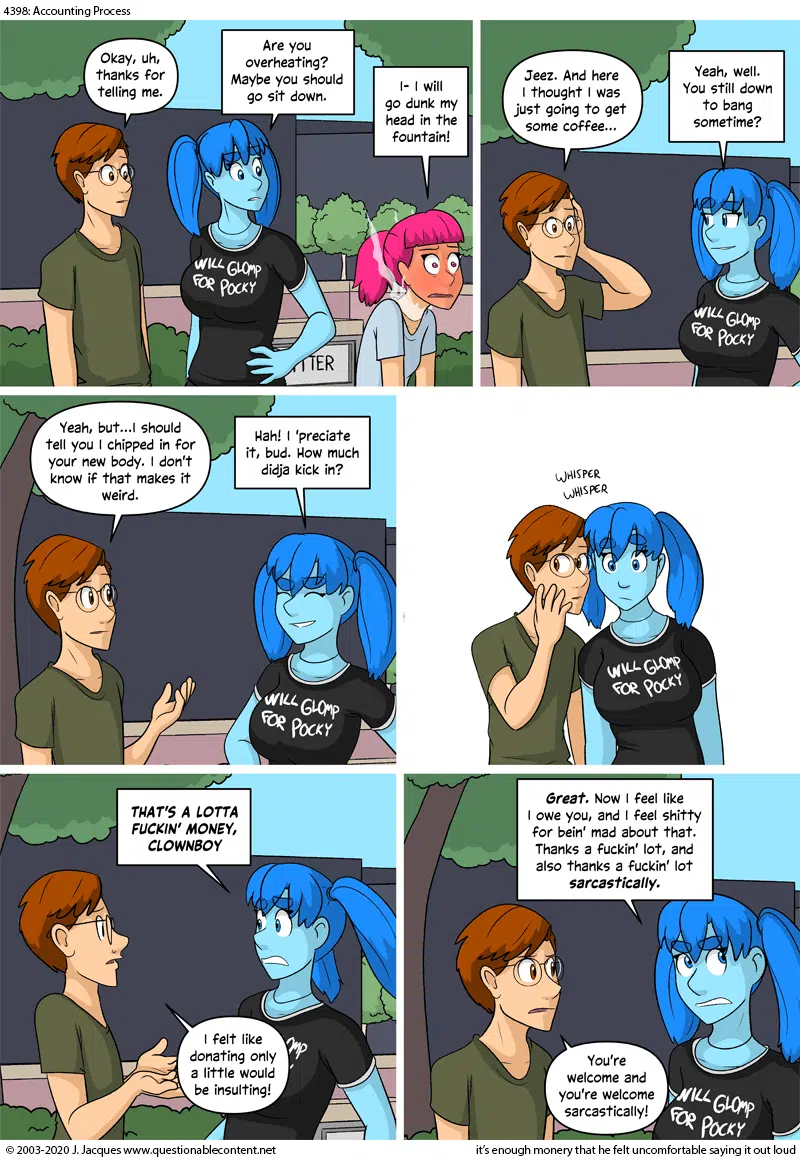 4398: Accounting Process
Okay, uh,
thanks for
telling me.
Are you
overheating?
Maybe you should
go sit down.
I- I will
go dunk my
head in the
fountain!
WILL GLOMP
FOR POCKY
TTER
Jeez. And here
I thought I was
just going to get
some coffee...
Yeah, well.
You still down
to bang
sometime?
WILL GLOMP
FOR POCKY
Yeah, but...I should
tell you I chipped in for
your new body. I don't
know if that makes it
weird.
Hah! I 'preciate
it, bud. How much
didja kick in?
WILL GLOMP
FOR POCKY
WHISPER
WHISPER
WILL GLOMP
FOR POCKY
THAT'S A LOTTA
FUCKIN' MONEY,
CLOWNBOY
I felt like
donating only
a little would
be insulting!
Great. Now I feel like
I owe you, and I feel shitty
for bein' mad about that.
Thanks a fuckin' lot, and
also thanks a fuckin' lot
sarcastically.
You're
welcome and
you're welcome
sarcastically!
WILL GLOMP
FOR POCKY
© 2003-2020 J. Jacques www.questionablecontent.net
it's enough monery that he felt uncomfortable saying it out loud